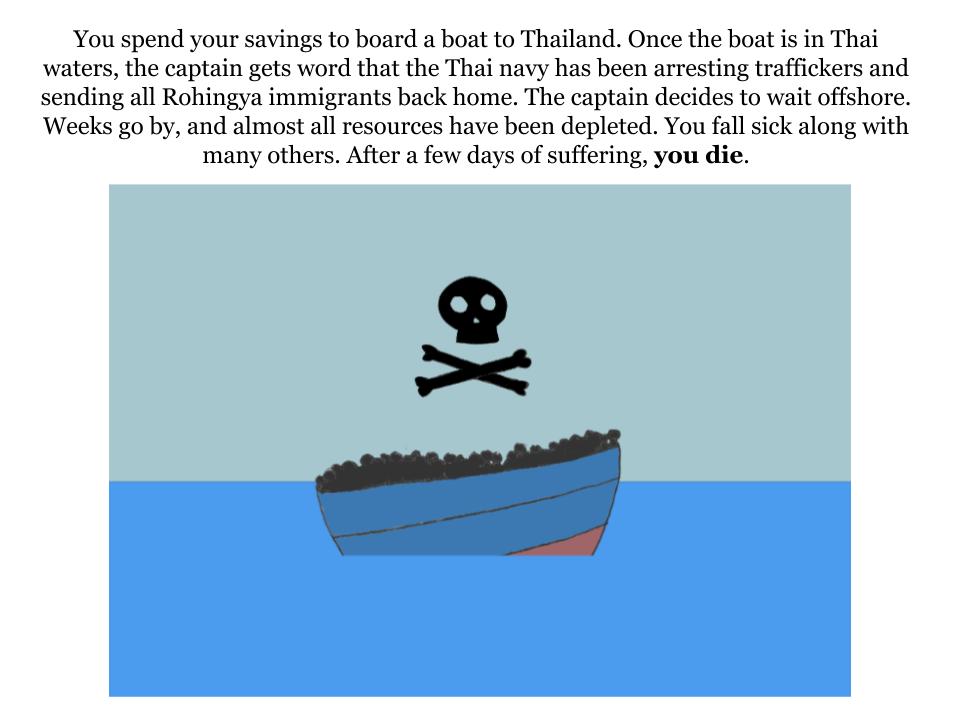 You spend your savings to board a boat to Thailand. Once the boat is in Thai
waters, the captain gets word that the Thai navy has been arresting traffickers and
sending all Rohingya immigrants back home. The captain decides to wait offshore.
Weeks go by, and almost all resources have been depleted. You fall sick along with
many others. After a few days of suffering, you die.